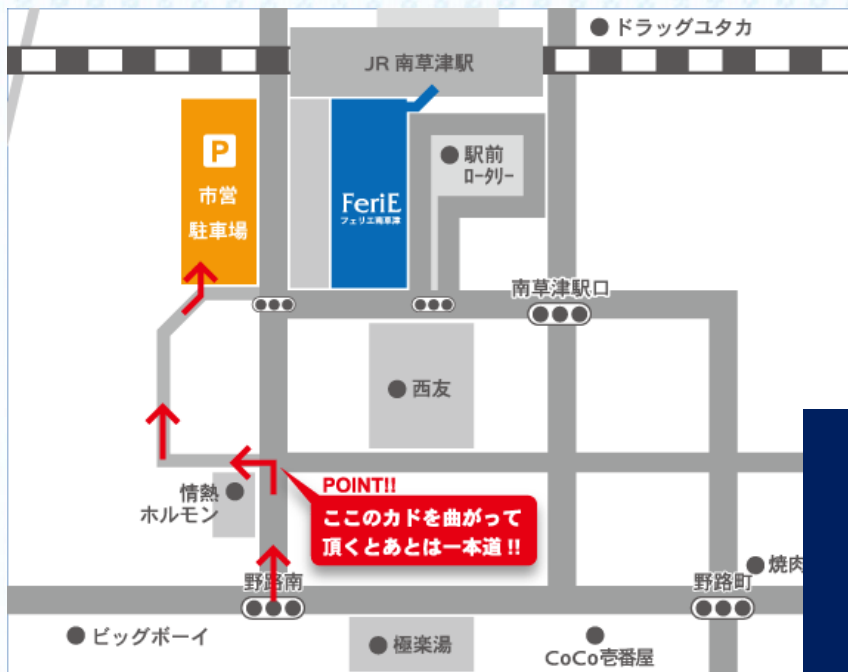 ドラッグユタカ
JR 南草津駅
P
市営
駐車場
FeriE
フェリエ南草津
駅前
ロータリー
南草津駅口
西友
情熱
ホルモン
POINT!!
ここのカドを曲がって
頂くとあとは一本道!!
野路南
野路町
焼肉
ビッグボーイ
極楽湯
CoCo壱番屋